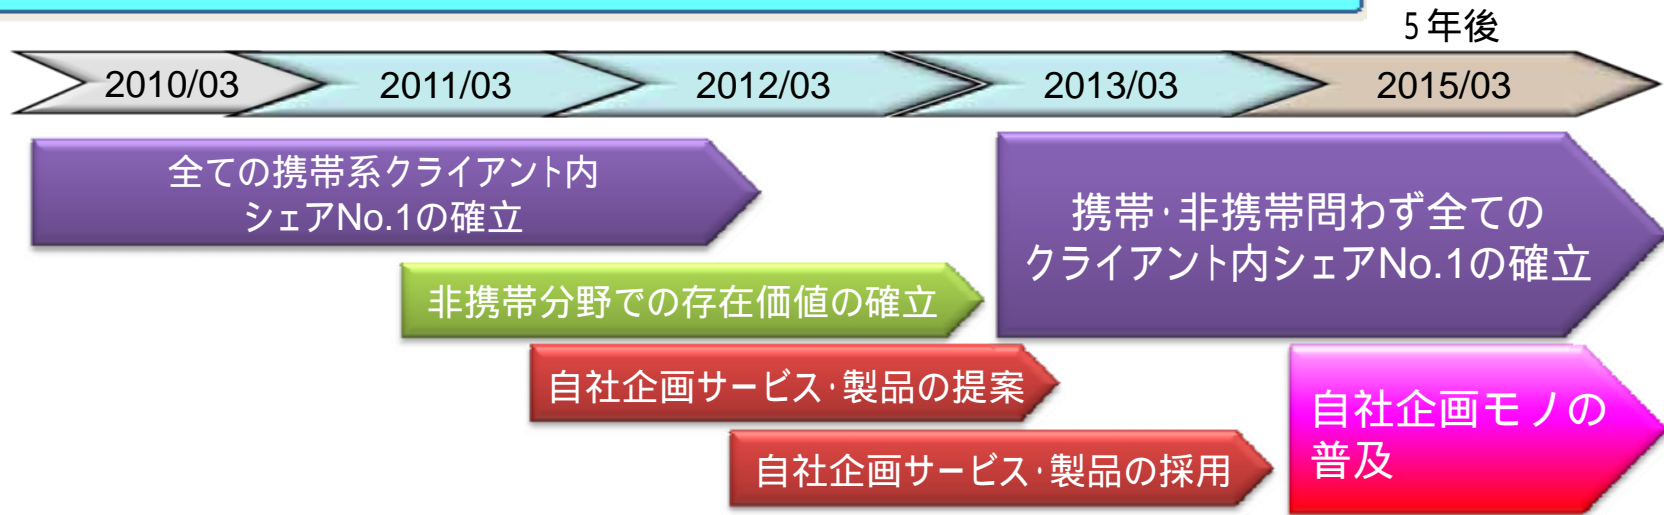 5年後
2010/03
2011/03
2012/03
2013/03
2015/03
全ての携帯系クライアント内
シェアNo.1の確立
携帯・非携帯問わず全ての
クライアント内シェアNo.1の確立
非携帯分野での存在価値の確立
自社企画サービス・製品の提案
自社企画モノの
普及
自社企画サービス・製品の採用